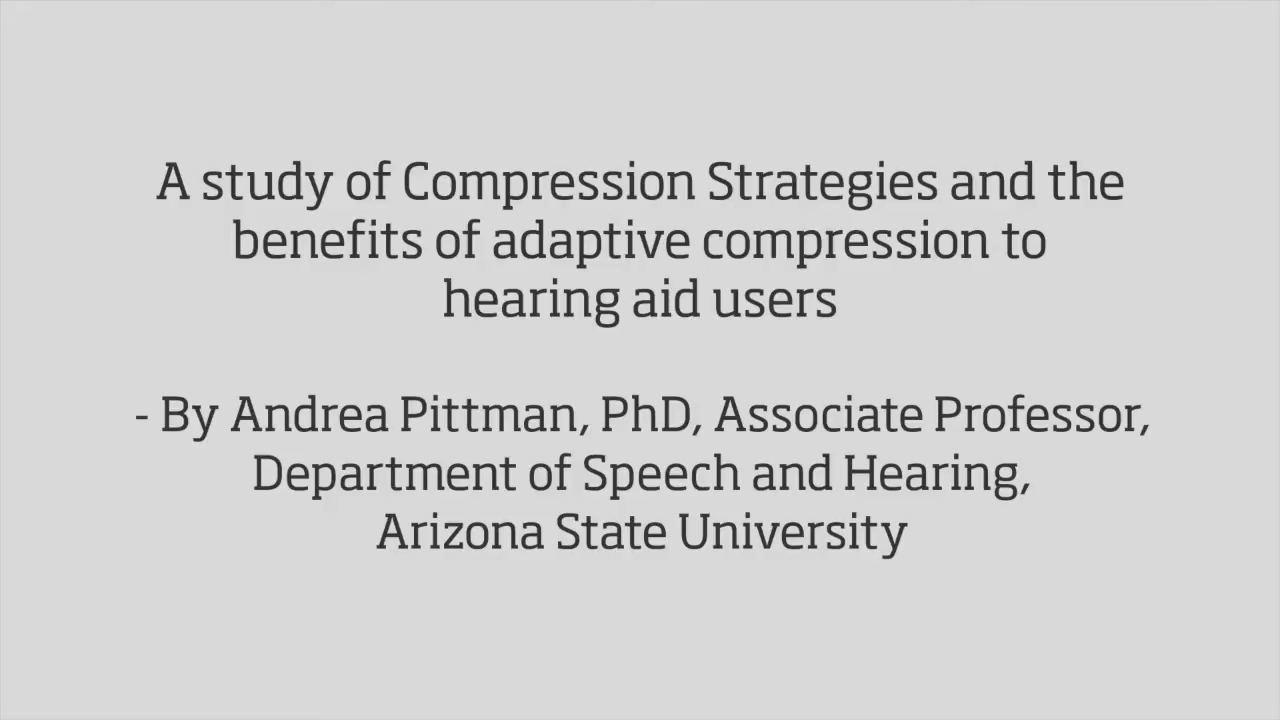 A study of Compression Strategies and the
benefits of adaptive compression to
hearing aid users
- By Andrea Pittman, PhD, Associate Professor,
Department of Speech and Hearing,
Arizona State University